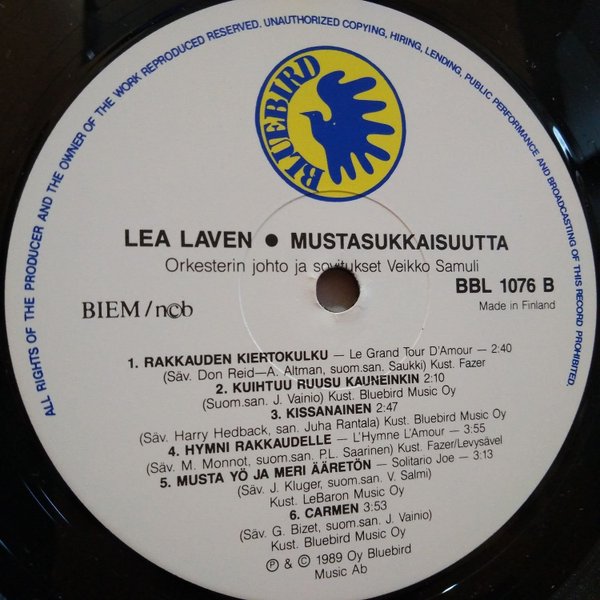 ALL RIGHTS OF THE PRODUCER AND THE OWNER OF THE WORK REPRODUCED RESERVED. UNAUTHORIZED COPYING, HIRING, LENDING, PUBLIC PERFORMANCE AND BROADCASTING OF THIS RECORD PROHIBITED.
BLUEBIRD
LEA LAVEN ● MUSTASUKKAISUUTTA
Orkesterin johto ja sovitukset Veikko Samuli
BBL 1076 B
Made in Finland
BIEM/ncb
1. RAKKAUDEN KIERTOKULKU — Le Grand Tour D'Amour — 2:40
(Säv. Don Reid—A. Altman, suom.san. Saukki) Kust. Fazer
2. KUIHTUU RUUSU KAUNEINKIN 2:10
(Suom.san. J. Vainio) Kust. Bluebird Music Oy
3. KISSANAINEN 2:47
(Säv. Harry Hedback, san. Juha Rantala) Kust. Bluebird Music Oy
4. HYMNI RAKKAUDELLE — L'Hymne L'Amour — 3:55
(Säv. M. Monnot, suom.san. P.L. Saarinen) Kust. Fazer/Levysävel
5. MUSTA YÖ JA MERI ÄÄRETÖN — Solitario Joe — 3:13
(Säv. J. Kluger, suom.san. V. Salmi)
Kust. LeBaron Music Oy
6. CARMEN 3:53
(Säv. G. Bizet, suom.san. J. Vainio)
Kust. Bluebird Music Oy
℗ & © 1989 Oy Bluebird
Music Ab